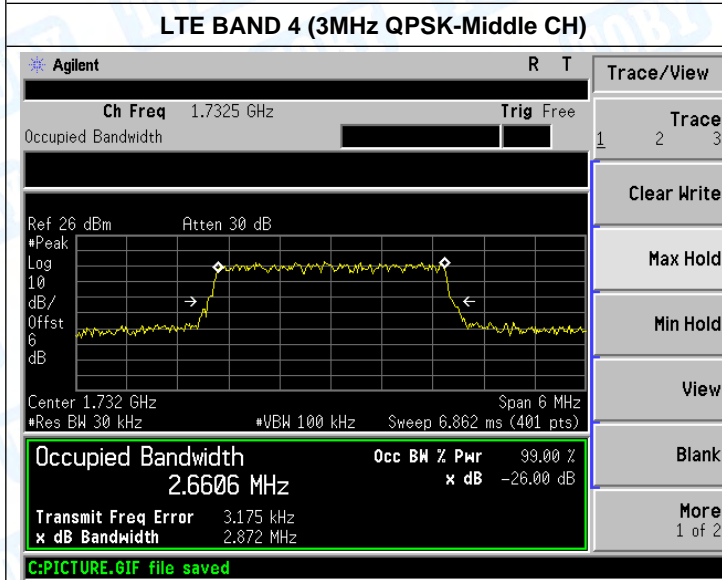 LTE BAND 4 (3MHz QPSK-Middle CH)
Agilent R T
Trace/View
Ch Freq 1.7325 GHz Trig Free
Occupied Bandwidth
Trace
1 2 3
Clear Write
Ref 26 dBm Atten 30 dB
#Peak
Log
10
dB/
Offst
6
dB
Max Hold
Min Hold
View
Center 1.732 GHz Span 6 MHz
#Res BW 30 kHz #VBW 100 kHz Sweep 6.862 ms (401 pts)
Occupied Bandwidth Occ BW % Pwr 99.00 %
2.6606 MHz x dB -26.00 dB
Blank
Transmit Freq Error 3.175 kHz
x dB Bandwidth 2.872 MHz
More
1 of 2
C:PICTURE.GIF file saved